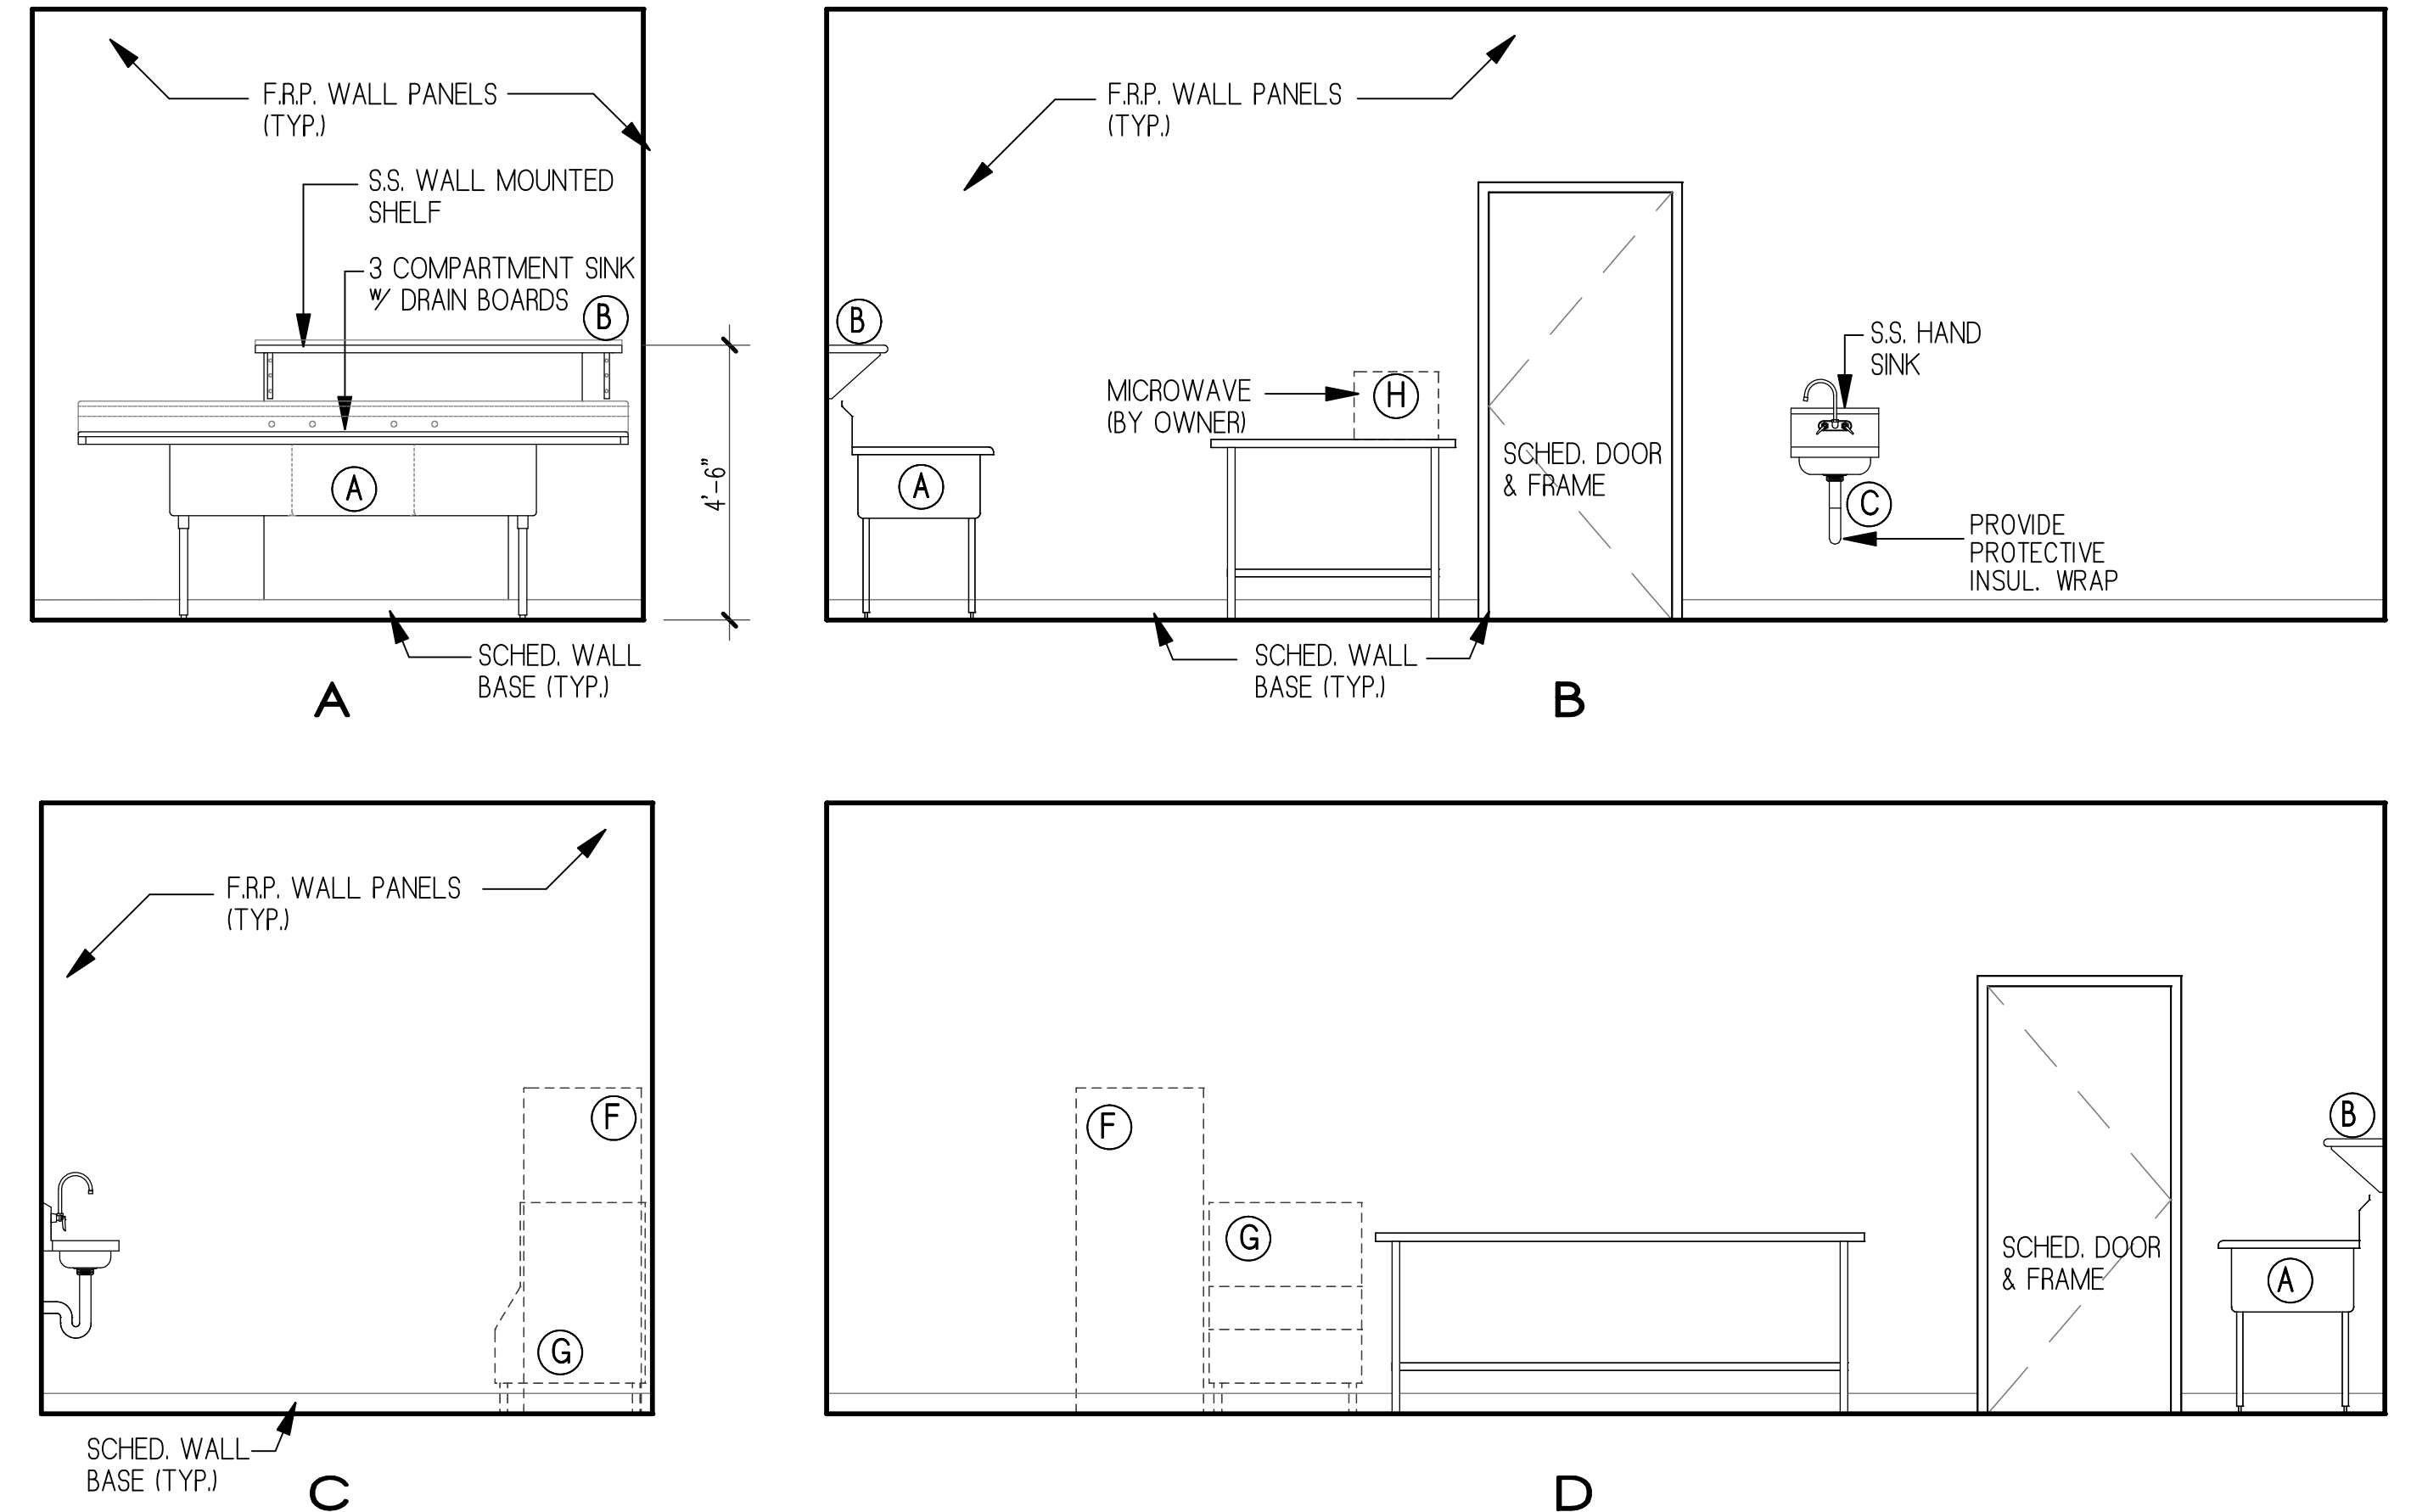 F.R.P. WALL PANELS
(TYP.)
S.S. WALL MOUNTED
SHELF
3 COMPARTMENT SINK
W/ DRAIN BOARDS
B
A
4'-6"
SCHED. WALL
BASE (TYP.)
A
F.R.P. WALL PANELS
(TYP.)
B
A
MICROWAVE
(BY OWNER)
H
SCHED. DOOR
& FRAME
S.S. HAND
SINK
C
PROVIDE
PROTECTIVE
INSUL. WRAP
SCHED. WALL
BASE (TYP.)
B
F.R.P. WALL PANELS
(TYP.)
F
G
SCHED. WALL
BASE (TYP.)
C
F
G
SCHED. DOOR
& FRAME
B
A
D